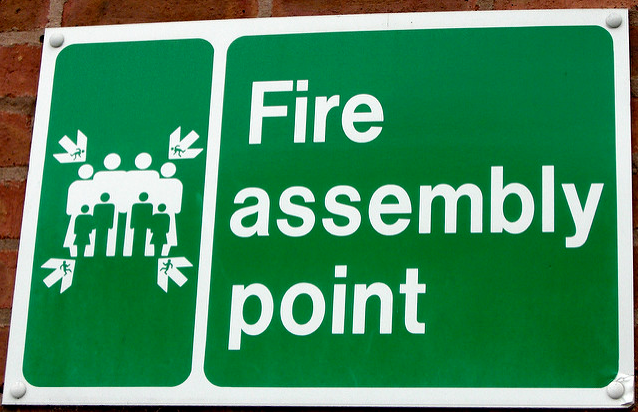 Fire
assembly
point